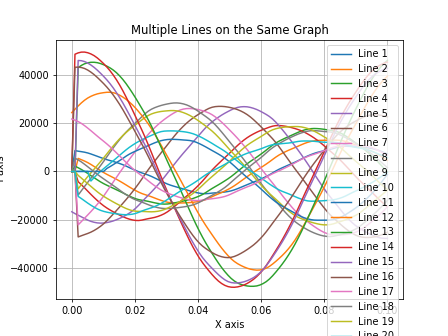 Multiple Lines on the Same Graph
40000
20000
0
−20000
−40000
axis
0.00
0.02
0.04
0.06
X axis
Line 1
Line 2
Line 3
Line 4
Line 5
Line 6
Line 7
Line 8
Line 9
Line 10
Line 11
Line 12
Line 13
Line 14
Line 15
Line 16
Line 17
Line 18
Line 19
Line 20